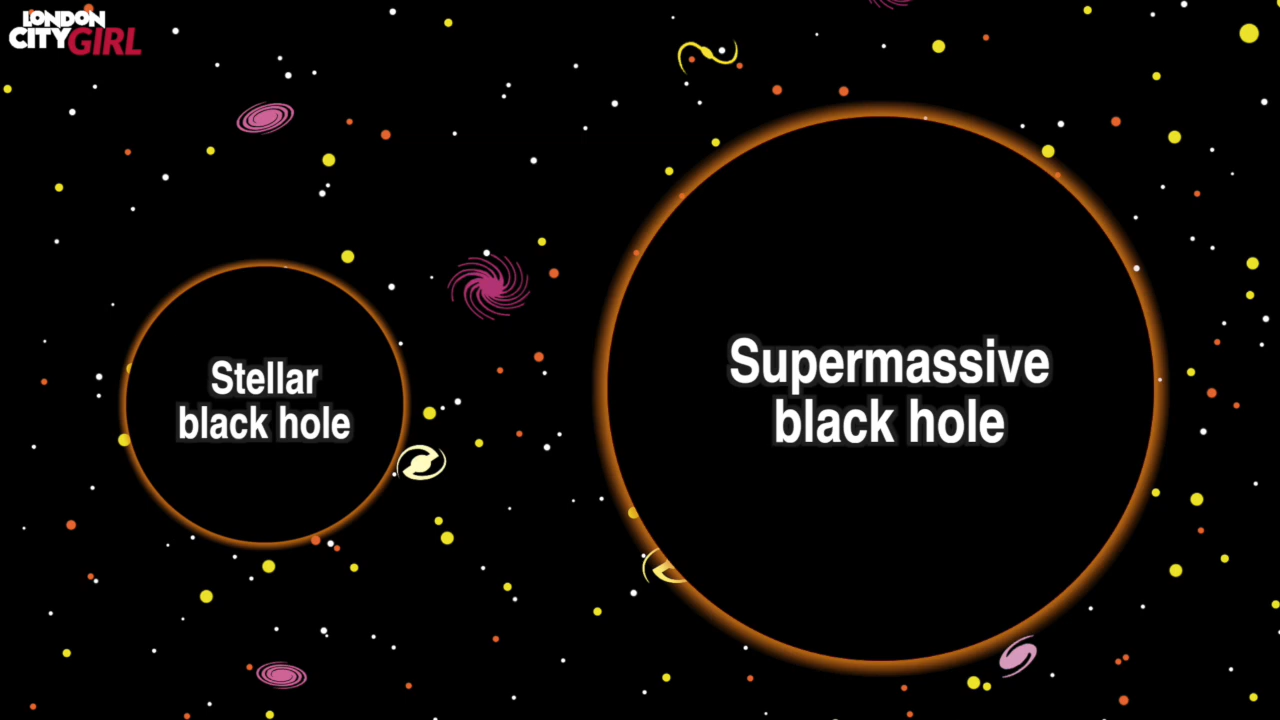 LONDON
CITY GIRL
Stellar
black hole
Supermassive
black hole